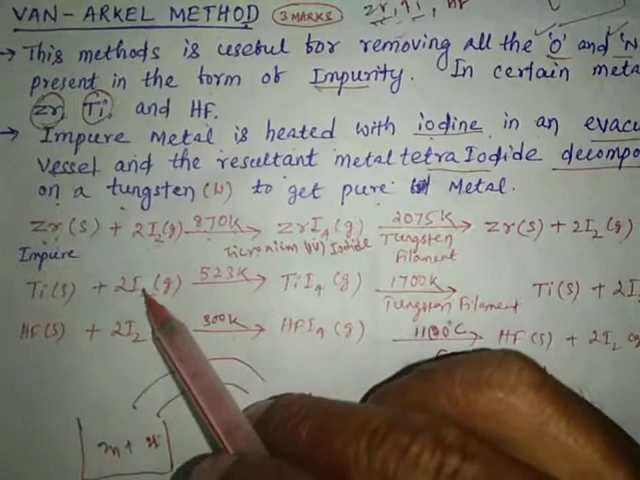 VAN-ARKEL METHOD (3 MARKS) Zr, Ti, HF
→ This methods is useful for removing all the 'O' and 'N
present in the form of Impurity. In certain meta
Zr Ti and HF.
→ Impure Metal is heated with iodine in an evacu
vessel and the resultant metal tetra Iodide decompo
on a tungsten (W) to get pure Metal.
Zr(s) + 2I2(g) 870K→ ZrI4(g) 2075K→ Zr(s) + 2I2(g)
Impure Ziconium (IV) Iodide Tungsten Filament
Ti(s) + 2I (g) 523K→ TiI4(g) 1700K→ Ti(s) + 2I
Tungsten Filament
HF(s) + 2I2 300K→ HFI4(g) 1100°C→ HF(s) + 2I2(g
m +